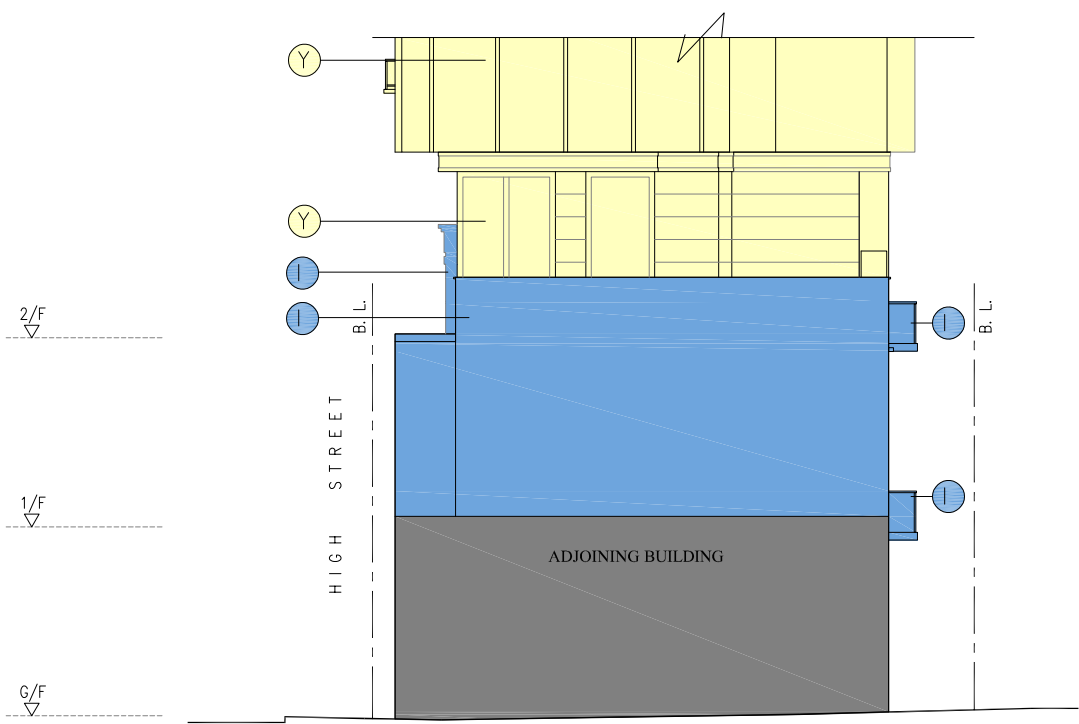 Y
Y
I
I
B. L.
I
B. L.
2/F
HIGH STREET
1/F
I
ADJOINING BUILDING
G/F